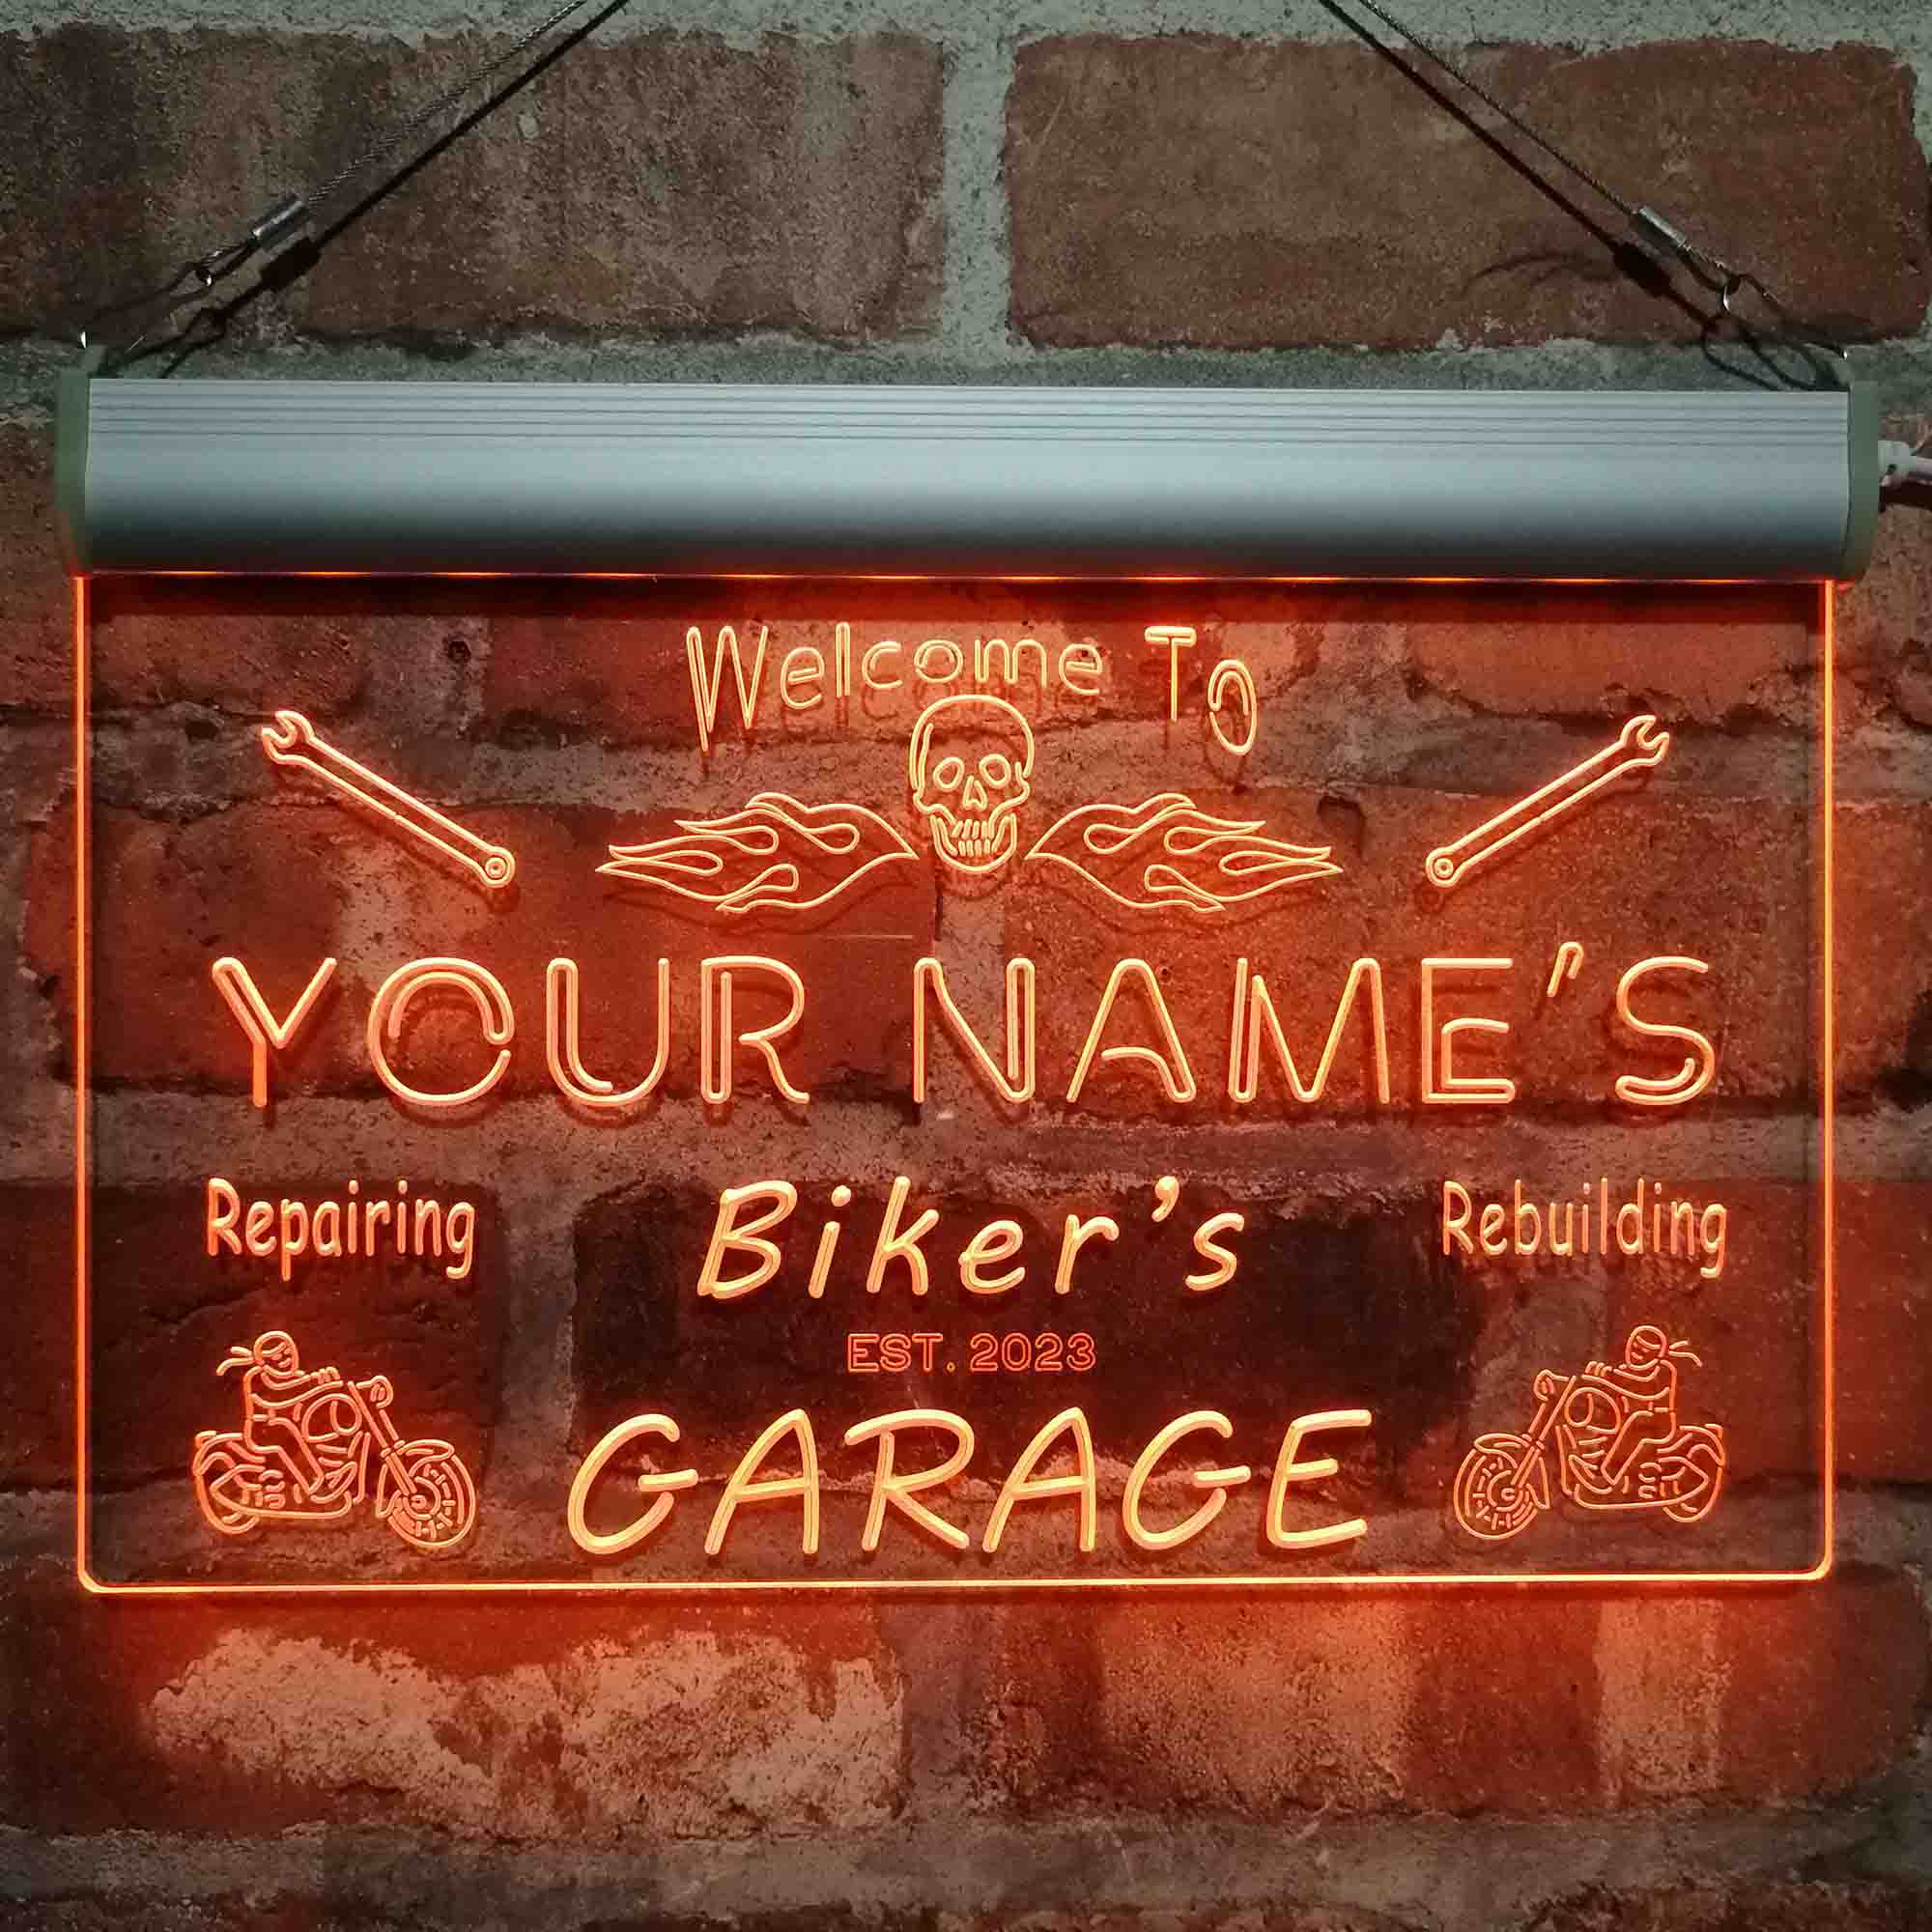 Welcome To
YOUR NAME'S
Repairing Biker's Rebuilding
EST. 2023
GARAGE